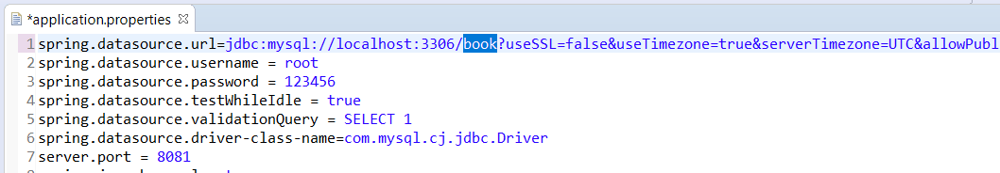 *application.properties
1 spring.datasource.url=jdbc:mysql://localhost:3306/book?useSSL=false&useTimezone=true&serverTimezone=UTC&allowPubl
2 spring.datasource.username = root
3 spring.datasource.password = 123456
4 spring.datasource.testWhileIdle = true
5 spring.datasource.validationQuery = SELECT 1
6 spring.datasource.driver-class-name=com.mysql.cj.jdbc.Driver
7 server.port = 8081